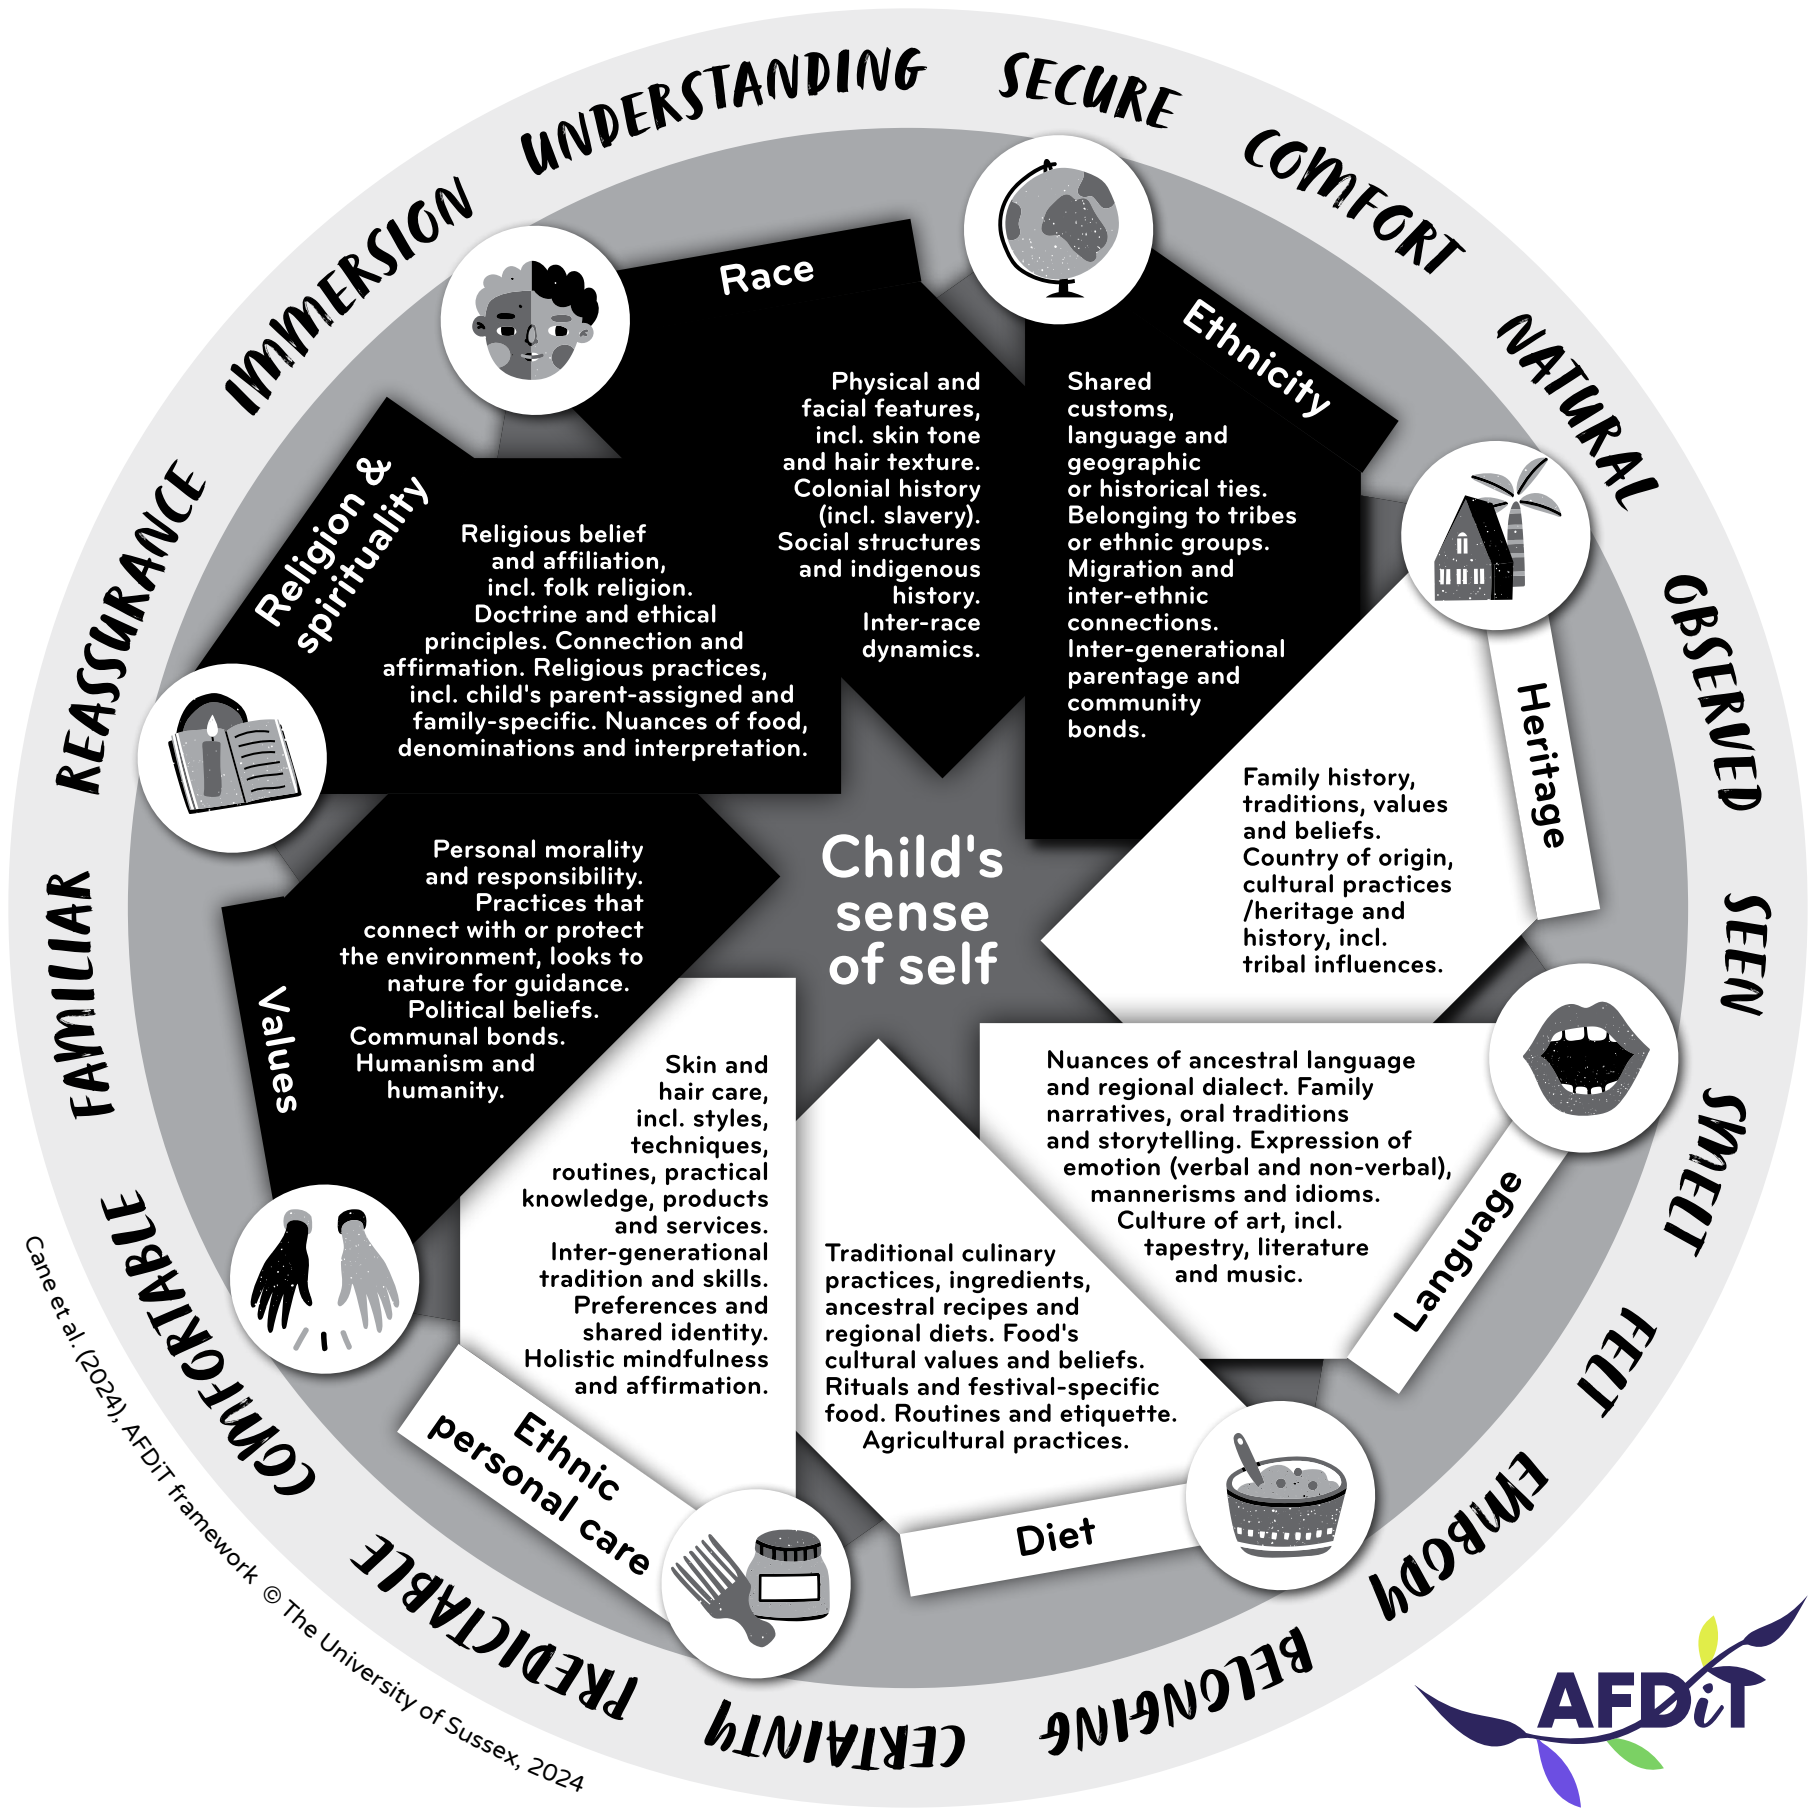 UNDERSTANDING
SECURE
COMFORT
NATURAL
OBSERVED
SEEN
SMELT
FELT
EMBODY
BELONGING
CERTAINTY
PREDICTABLE
COMFORTABLE
FAMILIAR
REASSURANCE
IMMERSION
Race
Physical and
facial features,
incl. skin tone
and hair texture.
Colonial history
(incl. slavery).
Social structures
and indigenous
history.
Inter-race
dynamics.
Ethnicity
Shared
customs,
language and
geographic
or historical ties.
Belonging to tribes
or ethnic groups.
Migration and
inter-ethnic
connections.
Inter-generational
parentage and
community
bonds.
Heritage
Family history,
traditions, values
and beliefs.
Country of origin,
cultural practices
/heritage and
history, incl.
tribal influences.
Language
Nuances of ancestral language
and regional dialect. Family
narratives, oral traditions
and storytelling. Expression of
emotion (verbal and non-verbal),
mannerisms and idioms.
Culture of art, incl.
tapestry, literature
and music.
Diet
Traditional culinary
practices, ingredients,
ancestral recipes and
regional diets. Food's
cultural values and beliefs.
Rituals and festival-specific
food. Routines and etiquette.
Agricultural practices.
Ethnic
personal care
Skin and
hair care,
incl. styles,
techniques,
routines, practical
knowledge, products
and services.
Inter-generational
tradition and skills.
Preferences and
shared identity.
Holistic mindfulness
and affirmation.
Values
Personal morality
and responsibility.
Practices that
connect with or protect
the environment, looks to
nature for guidance.
Political beliefs.
Communal bonds.
Humanism and
humanity.
Religion &
spirituality
Religious belief
and affiliation,
incl. folk religion.
Doctrine and ethical
principles. Connection and
affirmation. Religious practices,
incl. child's parent-assigned and
family-specific. Nuances of food,
denominations and interpretation.
Child's
sense
of self
Cane et al. (2024), AFDiT framework © The University of Sussex, 2024
AFDiT